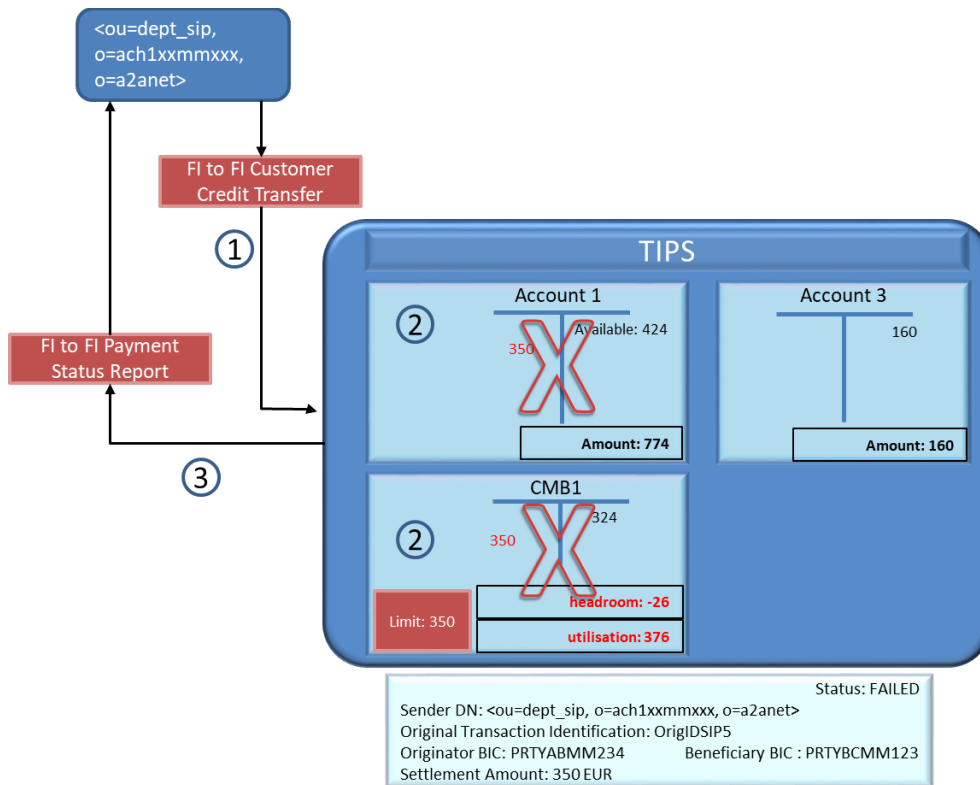 <ou=dept_sip,
o=ach1xxmmxxx,
o=a2anet>
FI to FI Customer
Credit Transfer
1
TIPS
Account 1
2
Available: 424
350
Amount: 774
Account 3
160
Amount: 160
FI to FI Payment
Status Report
3
CMB1
2
324
350
Limit: 350
headroom: -26
utilisation: 376
Status: FAILED
Sender DN: <ou=dept_sip, o=ach1xxmmxxx, o=a2anet>
Original Transaction Identification: OrigIDSIP5
Originator BIC: PRTYABMM234 Beneficiary BIC : PRTYBCMM123
Settlement Amount: 350 EUR